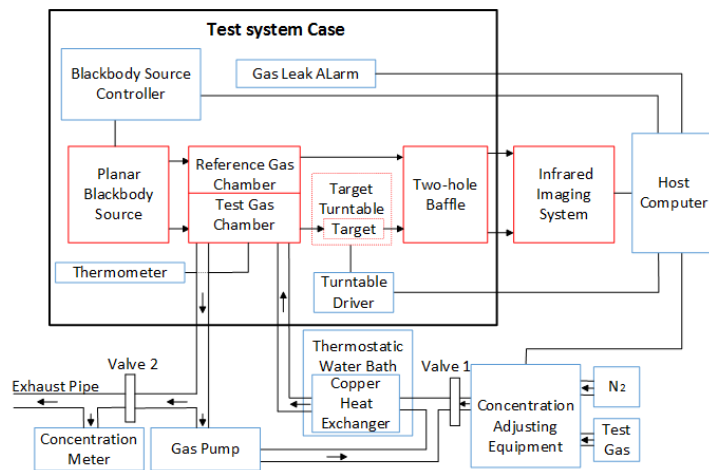 Test system Case
Blackbody Source
Controller
Gas Leak ALarm
Planar
Blackbody
Source
Reference Gas
Chamber
Test Gas
Chamber
Target
Turntable
Target
Two-hole
Baffle
Infrared
Imaging
System
Host
Computer
Thermometer
Turntable
Driver
Valve 2
Exhaust Pipe
Concentration
Meter
Gas Pump
Thermostatic
Water Bath
Copper
Heat
Exchanger
Valve 1
Concentration
Adjusting
Equipment
N2
Test
Gas